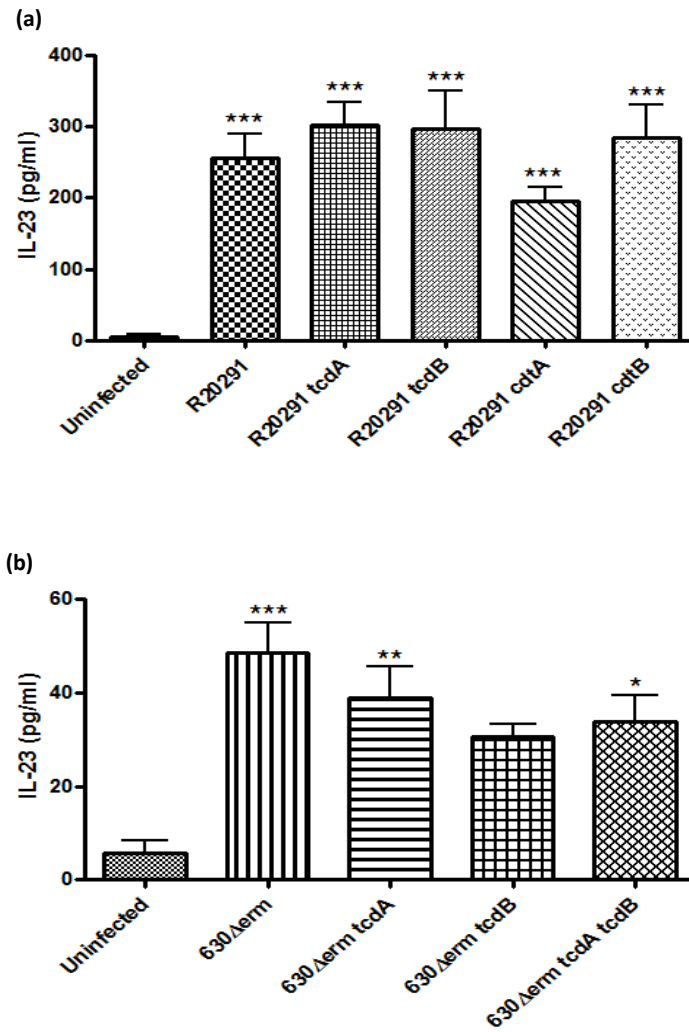 (a)
400
300
200
100
0
IL-23 (pg/ml)
***
***
***
***
***
Uninfected
R20291
R20291 tcdA
R20291 tcdB
R20291 cdtA
R20291 cdtB
(b)
60
40
20
0
IL-23 (pg/ml)
***
**
*
Uninfected
630Δerm
630Δerm tcdA
630Δerm tcdB
630Δerm tcdA tcdB